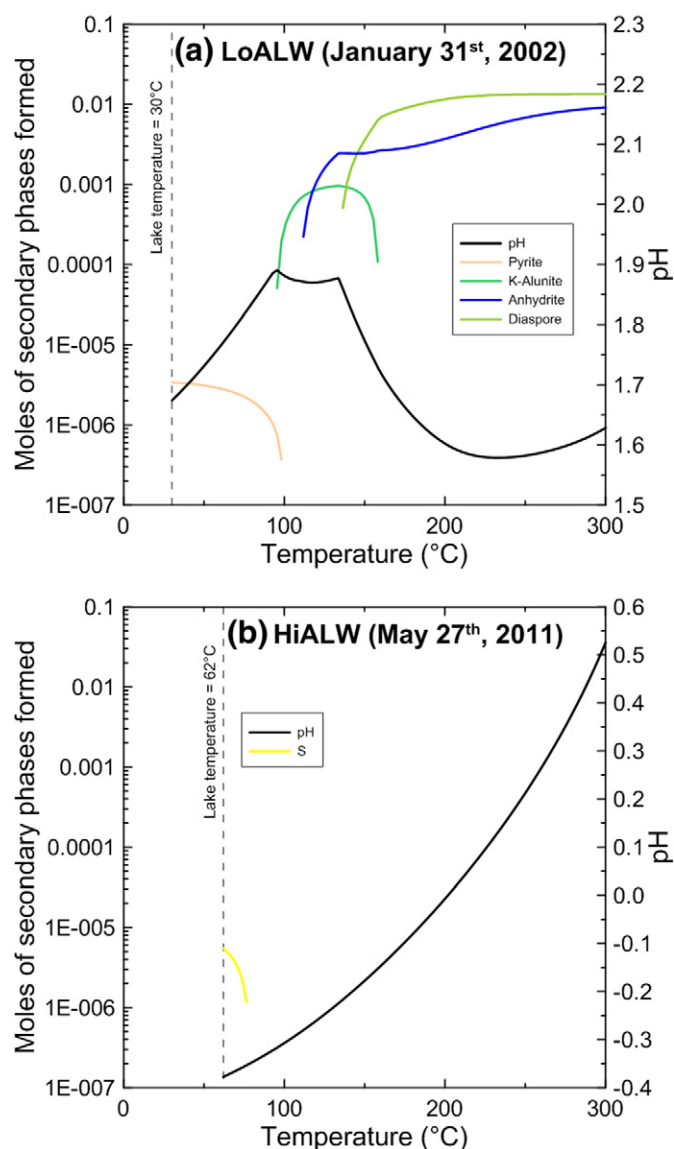 (a) LoALW (January 31st, 2002)
Lake temperature = 30°C
Moles of secondary phases formed
0.1
0.01
0.001
0.0001
1E-005
1E-006
1E-007
pH
Pyrite
K-Alunite
Anhydrite
Diaspore
2.3
2.2
2.1
2.0
1.9
1.8
1.7
1.6
1.5
pH
0 100 200 300
Temperature (°C)
(b) HiALW (May 27th, 2011)
Lake temperature = 62°C
Moles of secondary phases formed
0.1
0.01
0.001
0.0001
1E-005
1E-006
1E-007
pH
S
0.6
0.5
0.4
0.3
0.2
0.1
0.0
-0.1
-0.2
-0.3
-0.4
pH
0 100 200 300
Temperature (°C)